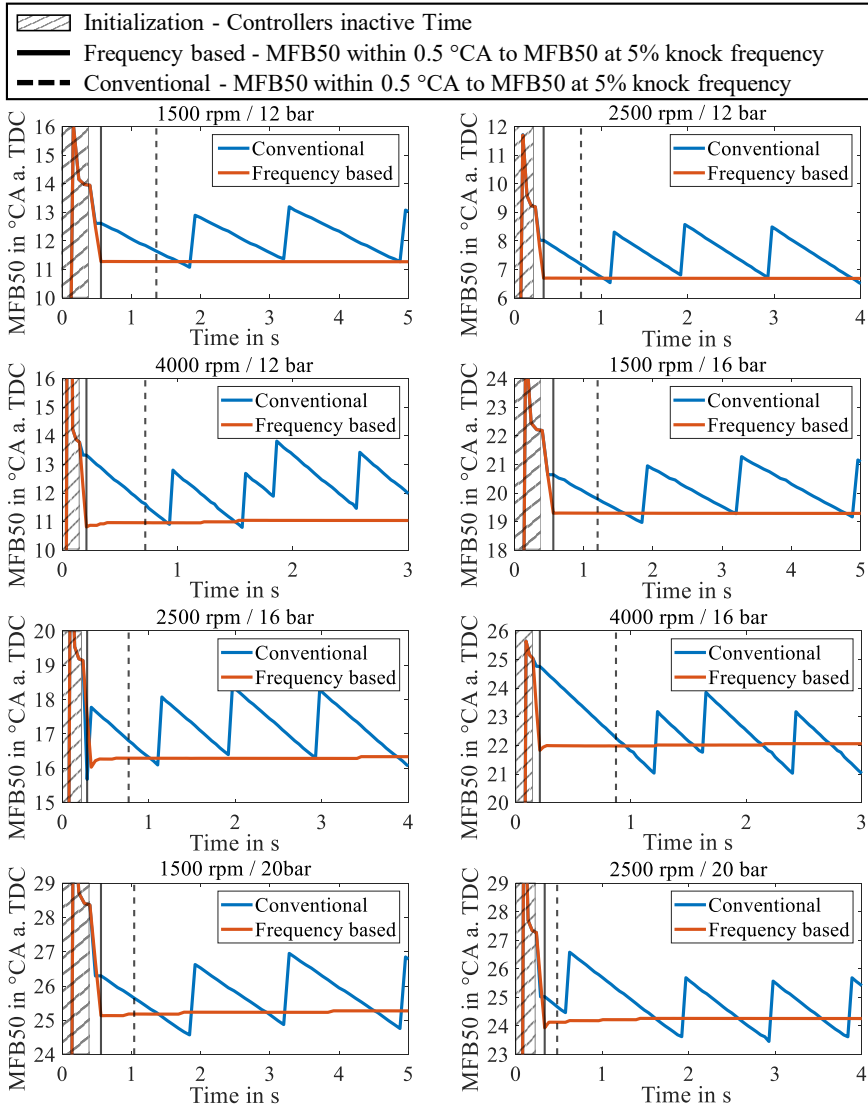 Initialization - Controllers inactive Time
Frequency based - MFB50 within 0.5 °CA to MFB50 at 5% knock frequency
Conventional - MFB50 within 0.5 °CA to MFB50 at 5% knock frequency
1500 rpm / 12 bar
MFB50 in °CA a. TDC
16
15
14
13
12
11
10
Conventional
Frequency based
0 1 2 3 4 5
Time in s
2500 rpm / 12 bar
MFB50 in °CA a. TDC
12
11
10
9
8
7
6
Conventional
Frequency based
0 1 2 3 4
Time in s
4000 rpm / 12 bar
MFB50 in °CA a. TDC
16
15
14
13
12
11
10
Conventional
Frequency based
0 1 2 3
Time in s
1500 rpm / 16 bar
MFB50 in °CA a. TDC
24
23
22
21
20
19
18
Conventional
Frequency based
0 1 2 3 4 5
Time in s
2500 rpm / 16 bar
MFB50 in °CA a. TDC
20
19
18
17
16
15
Conventional
Frequency based
0 1 2 3 4
Time in s
4000 rpm / 16 bar
MFB50 in °CA a. TDC
26
25
24
23
22
21
20
Conventional
Frequency based
0 1 2 3
Time in s
1500 rpm / 20bar
MFB50 in °CA a. TDC
29
28
27
26
25
24
Conventional
Frequency based
0 1 2 3 4 5
Time in s
2500 rpm / 20 bar
MFB50 in °CA a. TDC
29
28
27
26
25
24
23
Conventional
Frequency based
0 1 2 3 4
Time in s